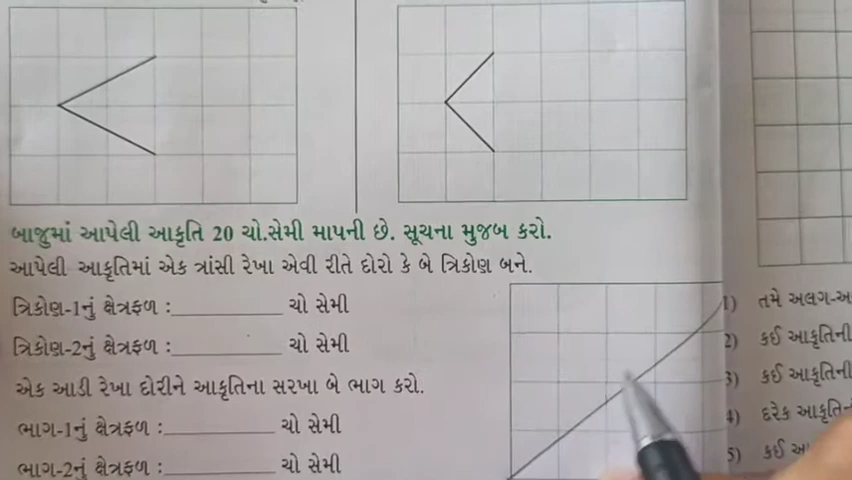 બાજુમાં આપેલી આકૃતિ 20 ચો.સેમી માપની છે. સૂચના મુજબ કરો.
આપેલી આકૃતિમાં એક ત્રાંસી રેખા એવી રીતે દોરો કે બે ત્રિકોણ બને.
ત્રિકોણ-1નું ક્ષેત્રફળ :__________ ચો સેમી
ત્રિકોણ-2નું ક્ષેત્રફળ :__________ ચો સેમી
એક આડી રેખા દોરીને આકૃતિના સરખા બે ભાગ કરો.
ભાગ-1નું ક્ષેત્રફળ :__________ ચો સેમી
ભાગ-2નું ક્ષેત્રફળ :__________ ચો સેમી
1) તમે અલગ-અ
2) કઈ આકૃતિની
3) કઈ આકૃતિની
4) દરેક આકૃતિ
5) કઈ આ